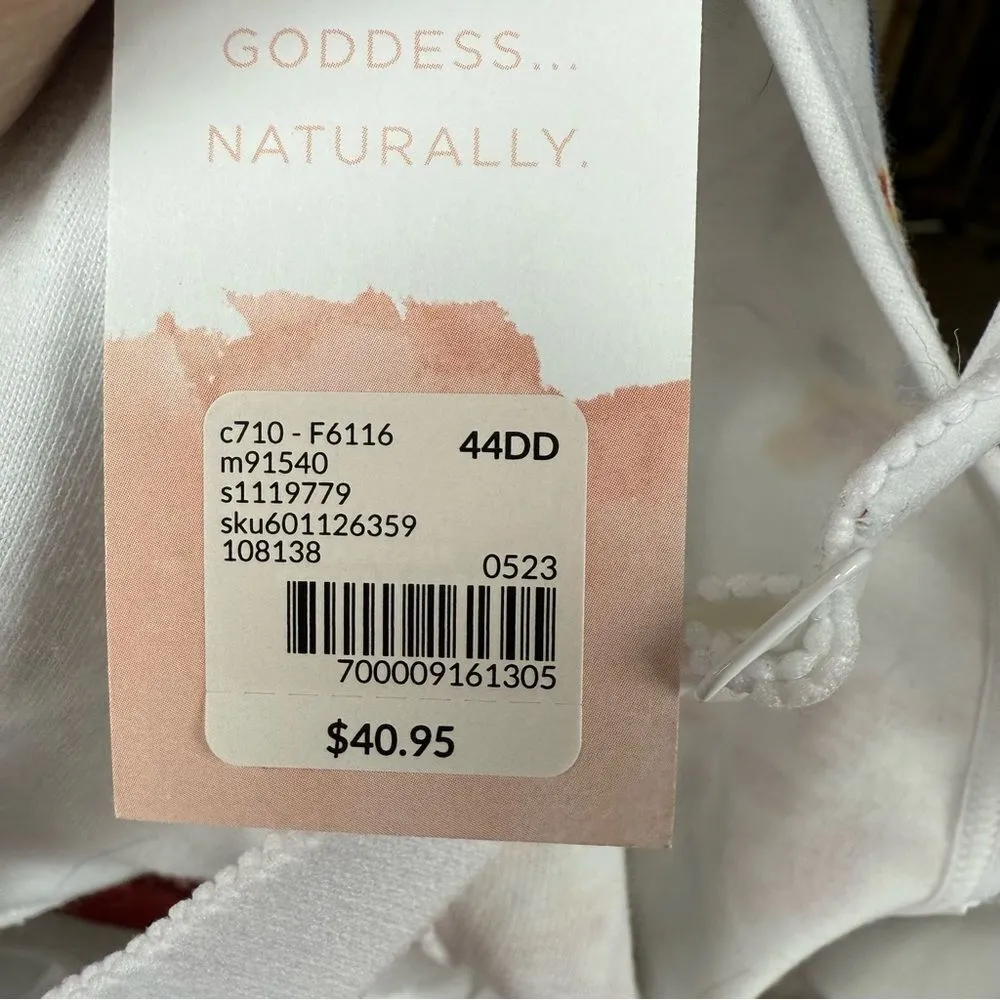 GODDESS...
NATURALLY.
c710 - F6116
44DD
m91540
s1119779
sku601126359
108138
0523
700009161305
$40.95